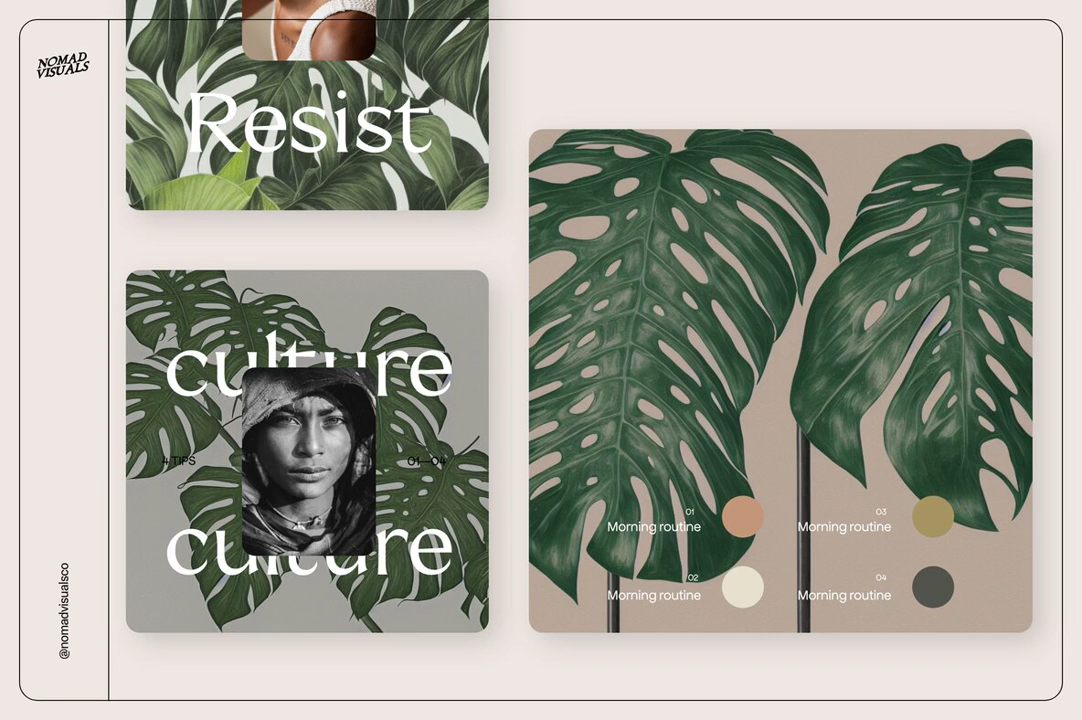 NOMAD
VISUALS
Resist
culture
4 TIPS
01—04
culture
01
Morning routine
02
Morning routine
03
Morning routine
04
Morning routine
@nomadvisualsco